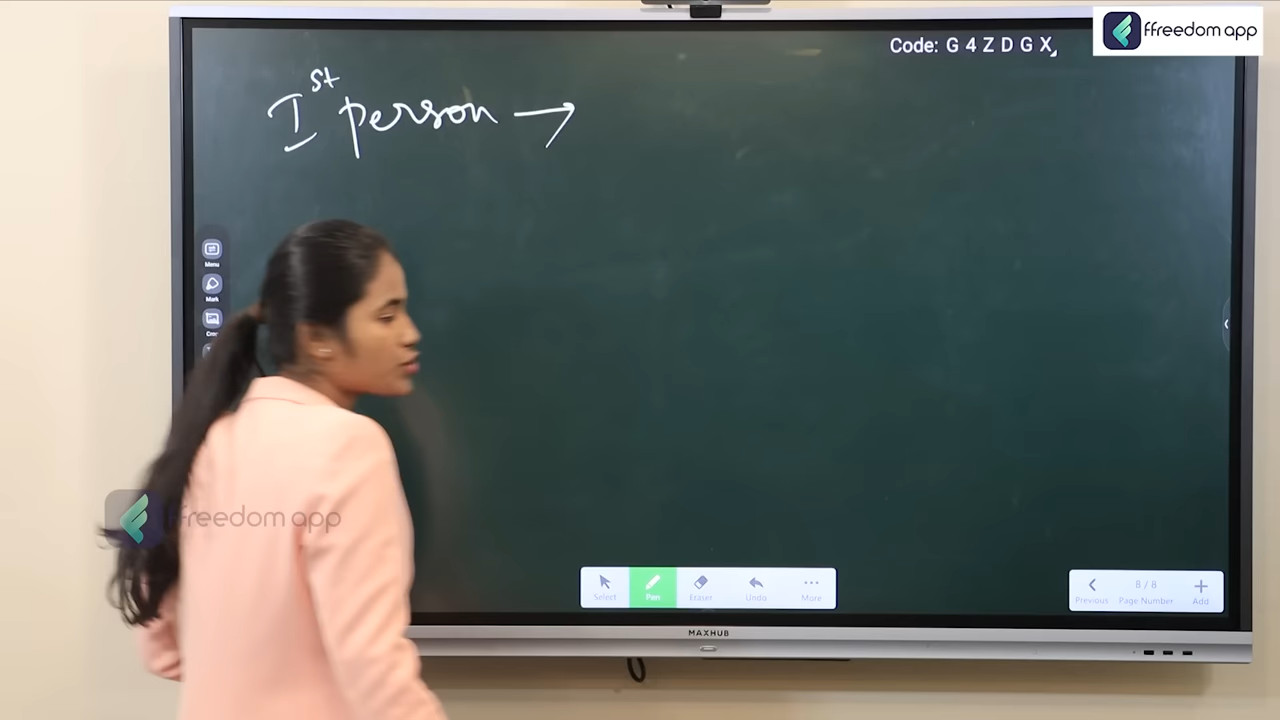 Code: G4ZDGX
ffreedom app
Ist person →
Menu
Mark
ffreedom app
Select
Pen
Eraser
Undo
More
Previous
8 / 8
Page Number
Add
MAXHUB